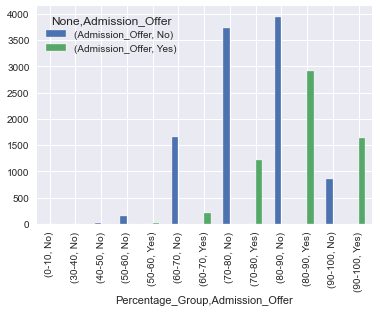 None,Admission_Offer
(Admission_Offer, No)
(Admission_Offer, Yes)
4000
3500
3000
2500
2000
1500
1000
500
0
(0-10, No)
(30-40, No)
(40-50, No)
(50-60, No)
(50-60, Yes)
(60-70, No)
(60-70, Yes)
(70-80, No)
(70-80, Yes)
(80-90, No)
(80-90, Yes)
(90-100, No)
(90-100, Yes)
Percentage_Group,Admission_Offer